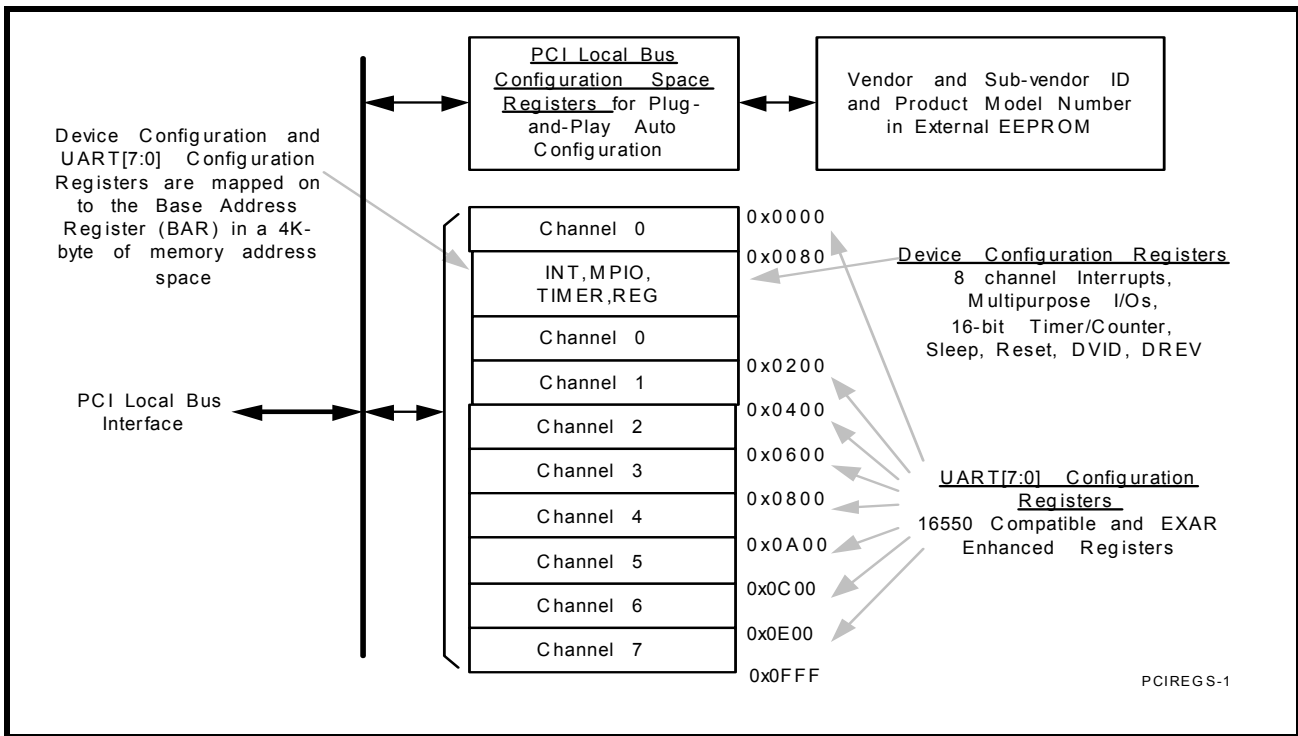 PCI Local Bus
Configuration Space
Registers for Plug-
and-Play Auto
Configuration
Vendor and Sub-vendor ID
and Product Model Number
in External EEPROM
Device Configuration and
UART[7:0] Configuration
Registers are mapped on
to the Base Address
Register (BAR) in a 4K-
byte of memory address
space
PCI Local Bus
Interface
Channel 0
INT,MPIO,
TIMER,REG
Channel 0
Channel 1
Channel 2
Channel 3
Channel 4
Channel 5
Channel 6
Channel 7
0x0000
0x0080
0x0200
0x0400
0x0600
0x0800
0x0A00
0x0C00
0x0E00
0x0FFF
Device Configuration Registers
8 channel Interrupts,
Multipurpose I/Os,
16-bit Timer/Counter,
Sleep, Reset, DVID, DREV
UART[7:0] Configuration
Registers
16550 Compatible and EXAR
Enhanced Registers
PCIREGS-1